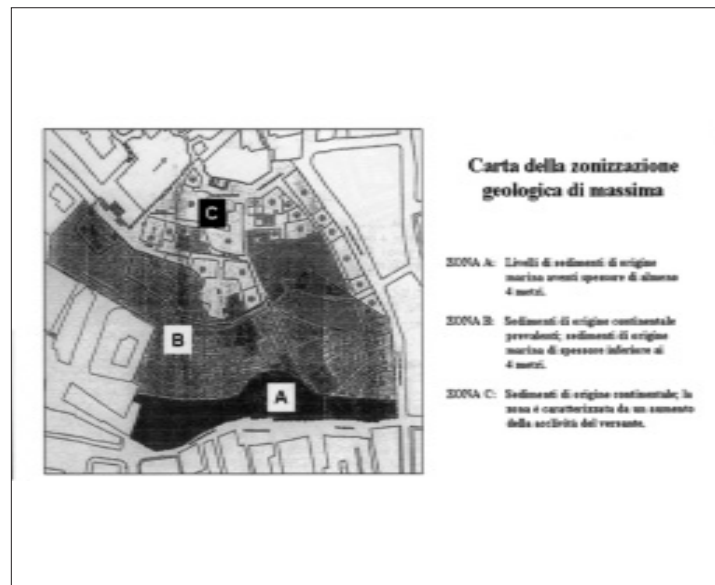 Carta della zonizzazione
geologica di massima
C
B
A
ZONA A: Livelli di sedimenti di origine
marina aventi spessore di almeno
4 metri.
ZONA B: Sedimenti di origine continentale
prevalenti; sedimenti di origine
marina di spessore inferiore ai
4 metri.
ZONA C: Sedimenti di origine continentale; la
zona è caratterizzata da un aumento
della acclività del versante.